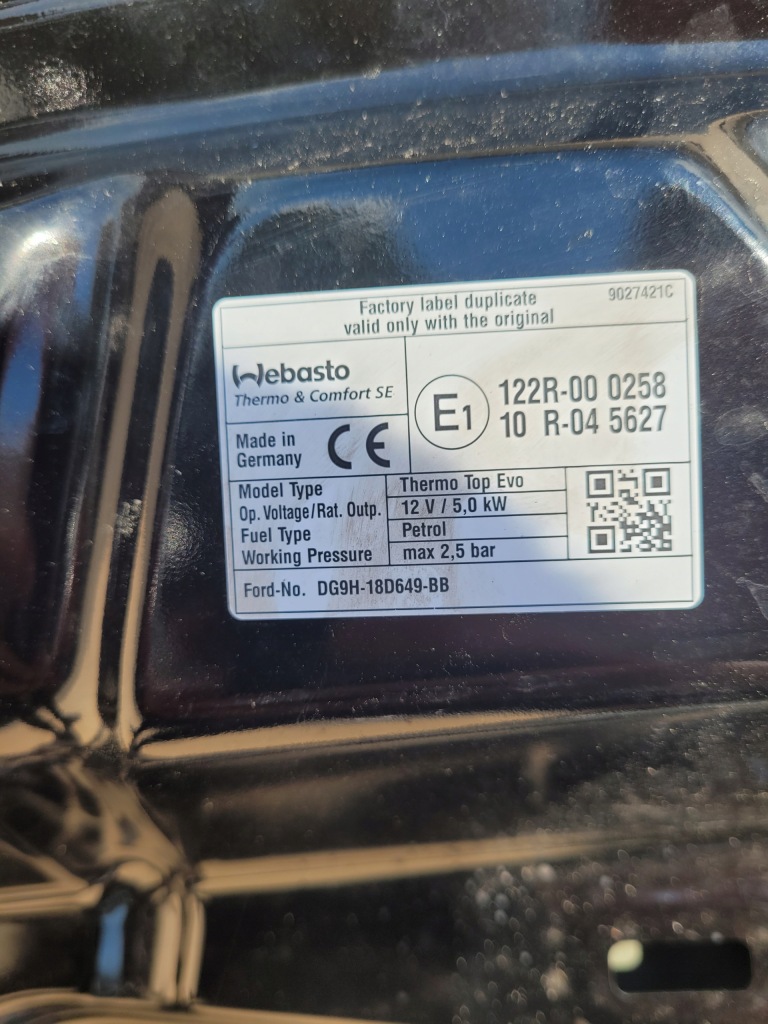 Factory label duplicate
valid only with the original
9027421C
Webasto
Thermo & Comfort SE
Made in
Germany
CE
E1
122R-00 0258
10 R-04 5627
Model Type Thermo Top Evo
Op. Voltage/Rat. Outp. 12 V / 5,0 kW
Fuel Type Petrol
Working Pressure max 2,5 bar
Ford-No. DG9H-18D649-BB